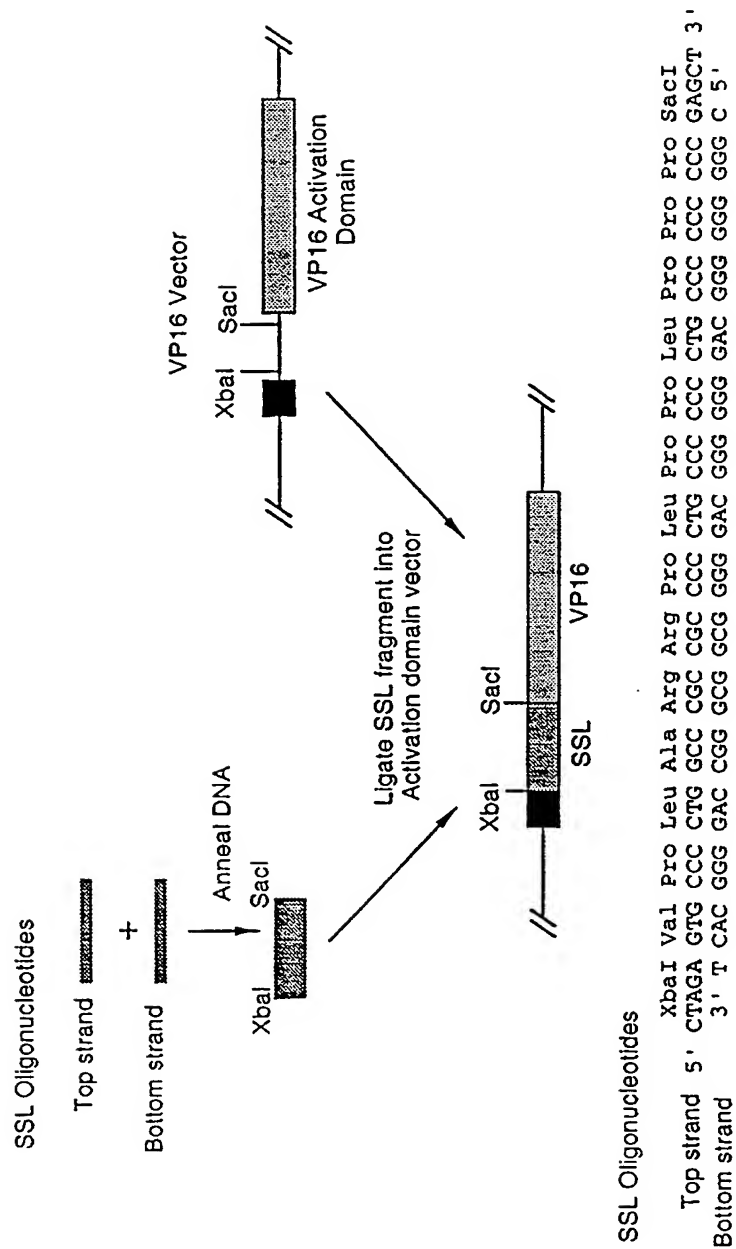 SSL Oligonucleotides
Top strand
+
Bottom strand
Anneal DNA
XbaI SacI
VP16 Vector
XbaI SacI
VP16 Activation
Domain
Ligate SSL fragment into
Activation domain vector
XbaI SacI
SSL VP16
SSL Oligonucleotides
XbaI Val Pro Leu Ala Arg Arg Pro Leu Pro Pro Leu Pro Pro SacI
Top strand 5' CTAGA GTG CCC CTG GCC CGC CGC CCC CTG CCC CCC CTG CCC CCC GAGCT 3'
Bottom strand 3' T CAC GGG GAC CGG GCG GCG GGG GAC GGG GGG GAC GGG GGG C 5'